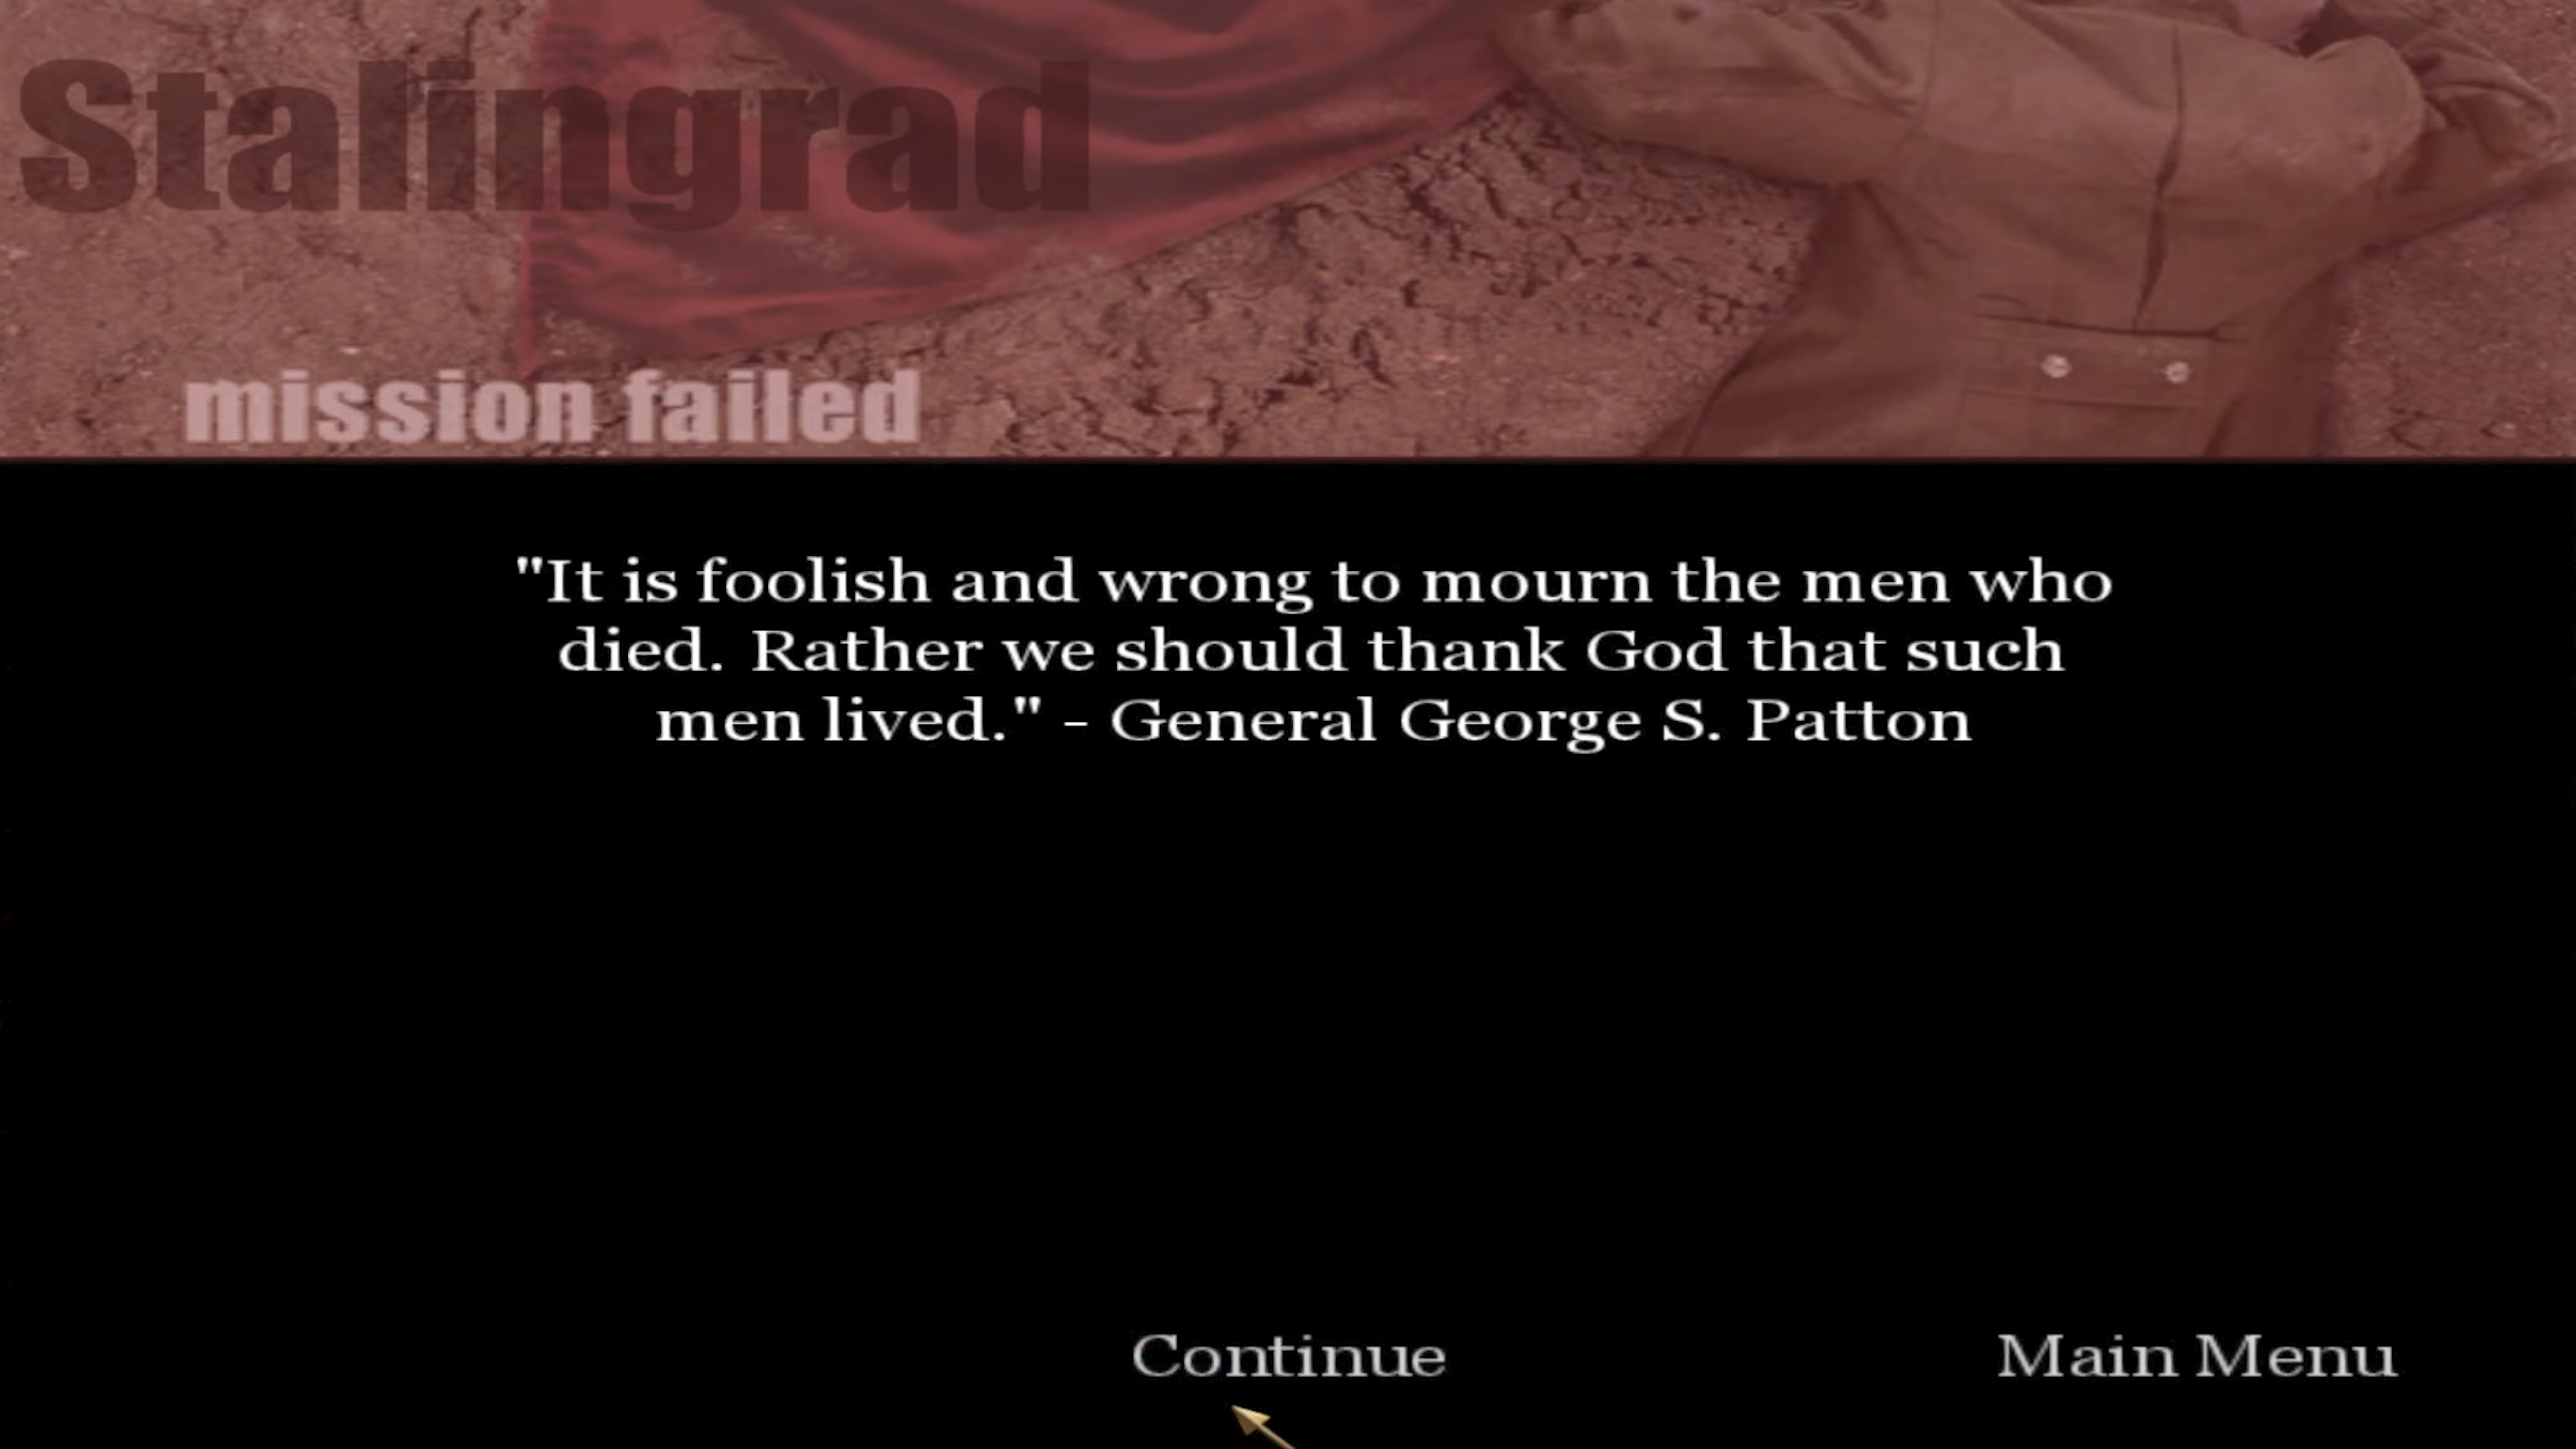 Stalingrad
mission failed
"It is foolish and wrong to mourn the men who
died. Rather we should thank God that such
men lived." - General George S. Patton
Continue
Main Menu